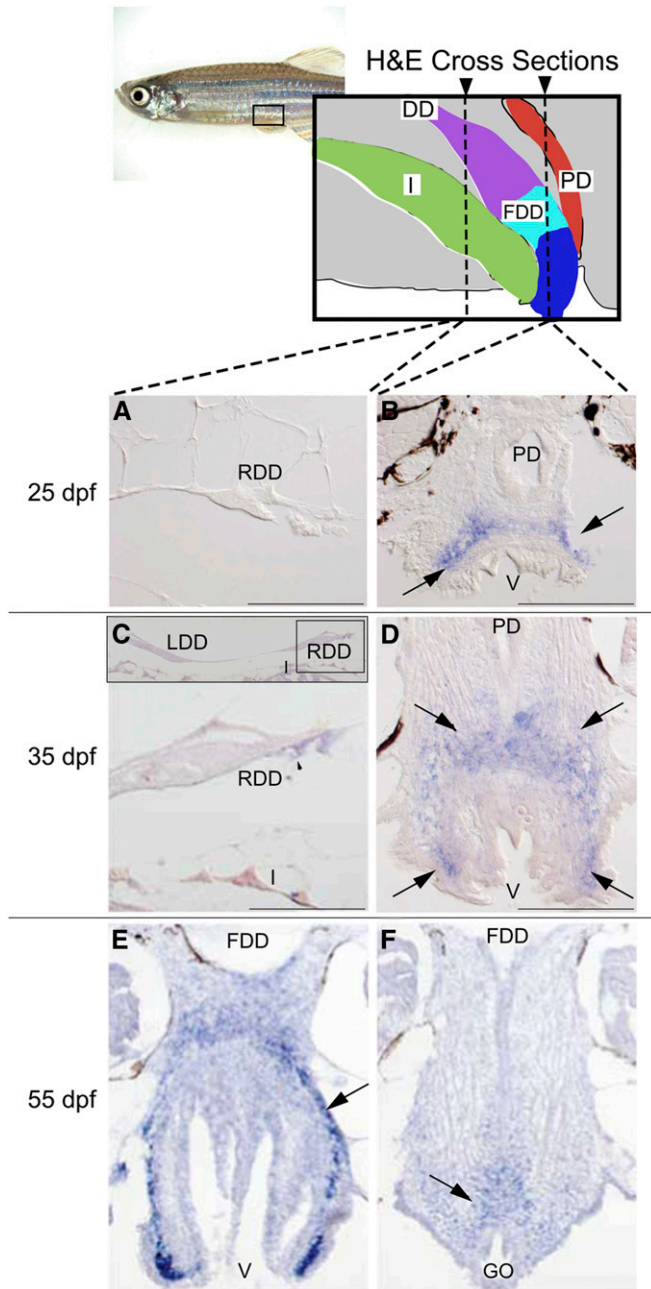 H&E Cross Sections
DD
I
FDD
PD
A
RDD
B
PD
V
25 dpf
C
LDD
I
RDD
RDD
I
D
PD
V
35 dpf
E
FDD
V
F
FDD
GO
55 dpf